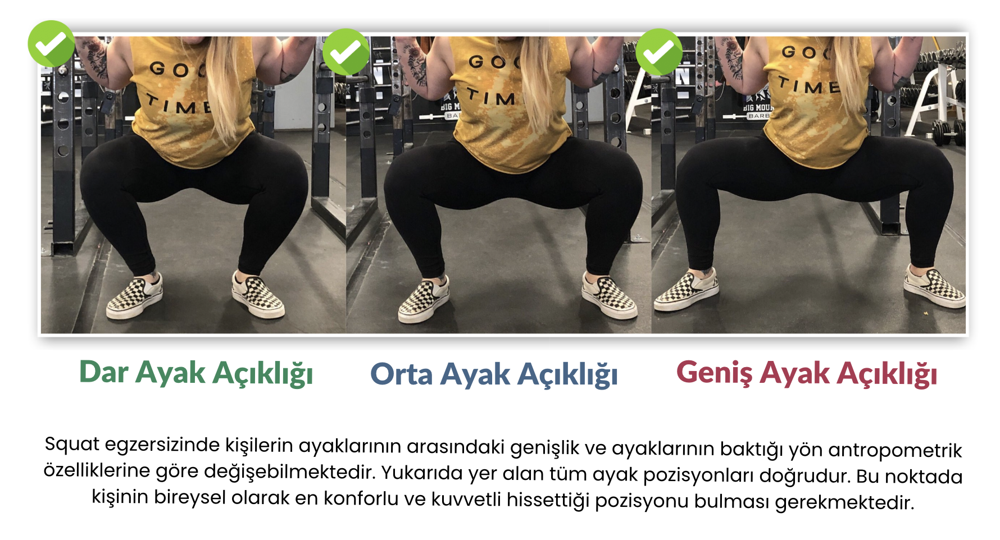 GOO
TIME
GOO
TIM
BIG M
BAR
GOO
TIME
N
BIG MOUN
BARB
Dar Ayak Açıklığı
Orta Ayak Açıklığı
Geniş Ayak Açıklığı
Squat egzersizinde kişilerin ayaklarının arasındaki genişlik ve ayaklarının baktığı yön antropometrik
özelliklerine göre değişebilmektedir. Yukarıda yer alan tüm ayak pozisyonları doğrudur. Bu noktada
kişinin bireysel olarak en konforlu ve kuvvetli hissettiği pozisyonu bulması gerekmektedir.